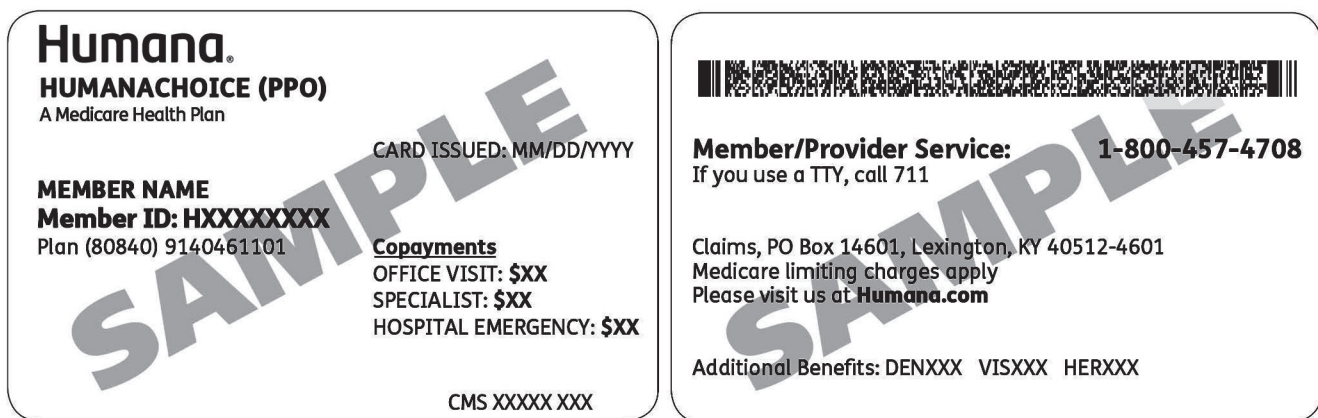 Humana®
HUMANACHOICE (PPO)
A Medicare Health Plan
CARD ISSUED: MM/DD/YYYY
MEMBER NAME
Member ID: HXXXXXXXX
Plan (80840) 9140461101
Copayments
OFFICE VISIT: $XX
SPECIALIST: $XX
HOSPITAL EMERGENCY: $XX
CMS XXXXX XXX
SAMPLE
Member/Provider Service: 1-800-457-4708
If you use a TTY, call 711
Claims, PO Box 14601, Lexington, KY 40512-4601
Medicare limiting charges apply
Please visit us at Humana.com
Additional Benefits: DENXXX VISXXX HERXXX
SAMPLE